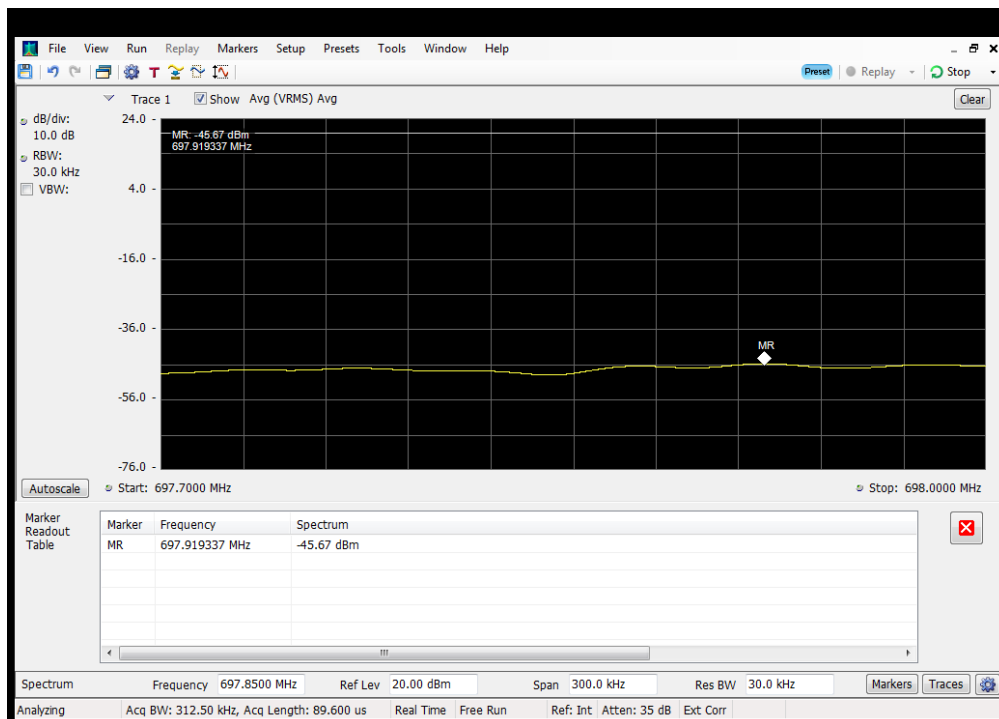 File View Run Replay Markers Setup Presets Tools Window Help
T Preset Replay Stop
Trace 1 Show Avg (VRMS) Avg Clear
dB/div:
10.0 dB
RBW:
30.0 kHz
VBW:
24.0
4.0
-16.0
-36.0
-56.0
-76.0
MR: -45.67 dBm
697.919337 MHz
MR
Autoscale Start: 697.7000 MHz Stop: 698.0000 MHz
Marker
Readout
Table
Marker Frequency Spectrum
MR 697.919337 MHz -45.67 dBm
Spectrum Frequency 697.8500 MHz Ref Lev 20.00 dBm Span 300.0 kHz Res BW 30.0 kHz Markers Traces
Analyzing Acq BW: 312.50 kHz, Acq Length: 89.600 us Real Time Free Run Ref: Int Atten: 35 dB Ext Corr